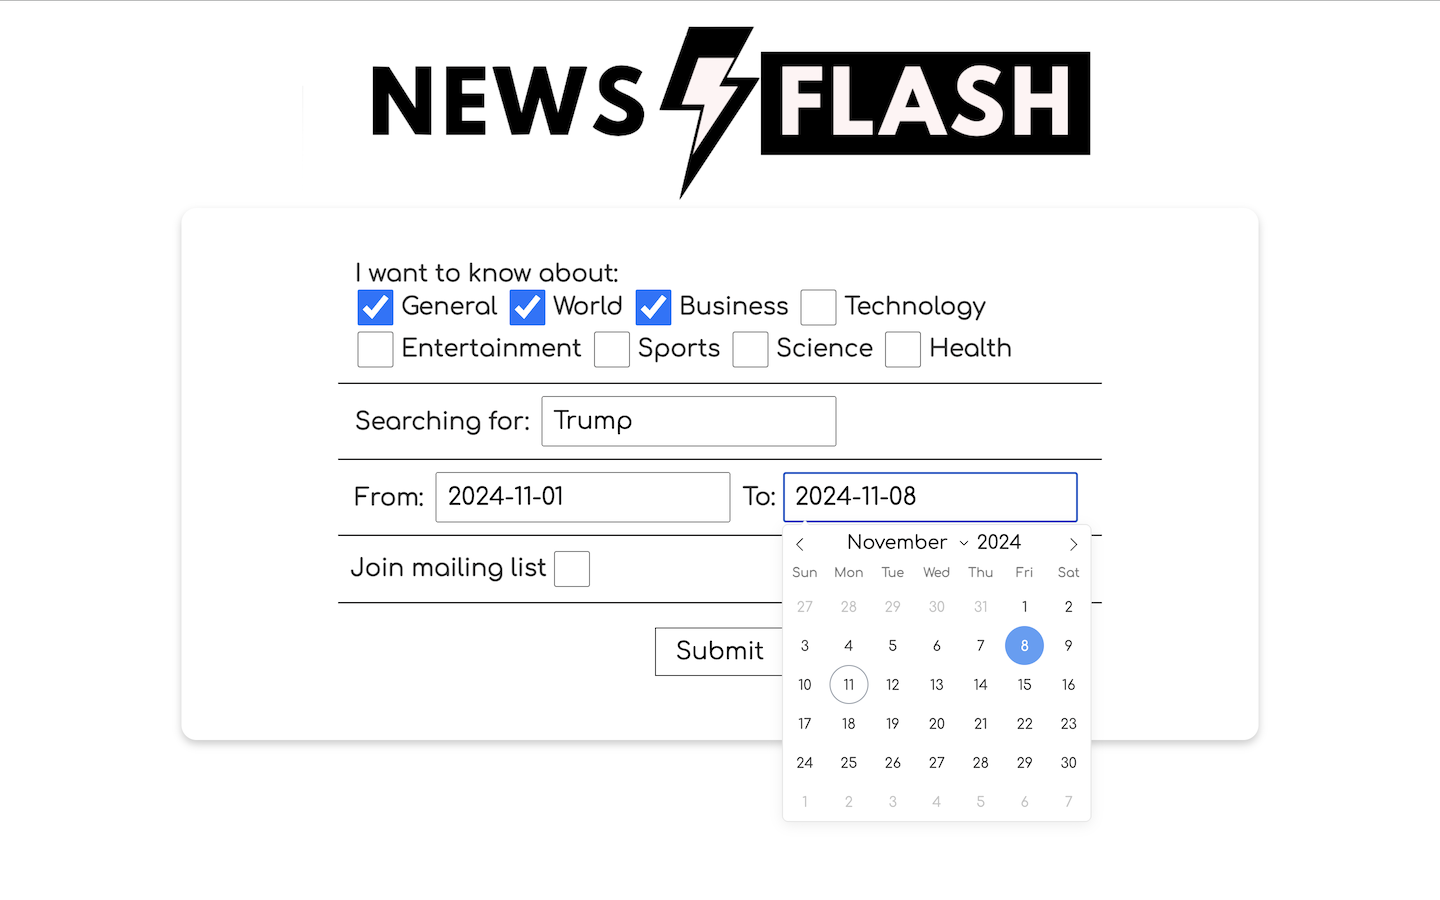 NEWS FLASH
I want to know about:
General World Business Technology
Entertainment Sports Science Health
Searching for: Trump
From: 2024-11-01 To: 2024-11-08
Join mailing list
Submit
November 2024
Sun Mon Tue Wed Thu Fri Sat
27 28 29 30 31 1 2
3 4 5 6 7 8 9
10 11 12 13 14 15 16
17 18 19 20 21 22 23
24 25 26 27 28 29 30
1 2 3 4 5 6 7